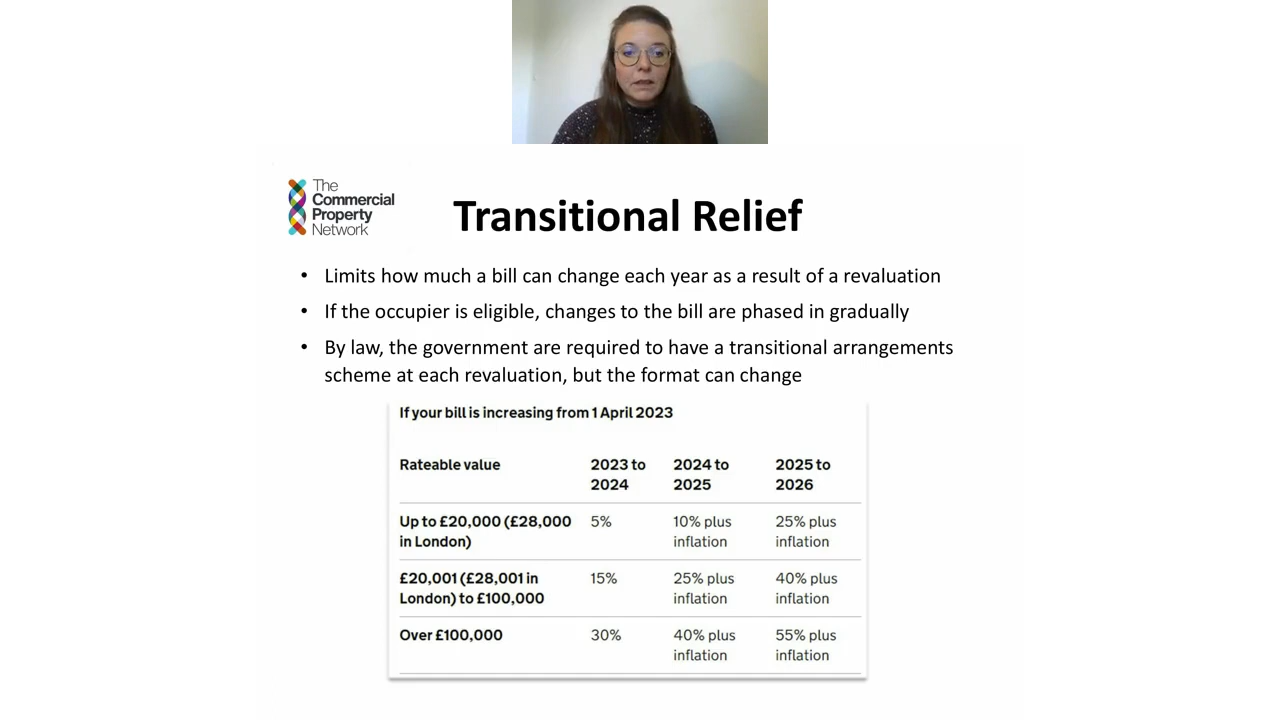 The
Commercial
Property
Network
Transitional Relief
• Limits how much a bill can change each year as a result of a revaluation
• If the occupier is eligible, changes to the bill are phased in gradually
• By law, the government are required to have a transitional arrangements
scheme at each revaluation, but the format can change
If your bill is increasing from 1 April 2023
Rateable value 2023 to 2024 to 2025 to
2024 2025 2026
Up to £20,000 (£28,000 5% 10% plus 25% plus
in London) inflation inflation
£20,001 (£28,001 in 15% 25% plus 40% plus
London) to £100,000 inflation inflation
Over £100,000 30% 40% plus 55% plus
inflation inflation